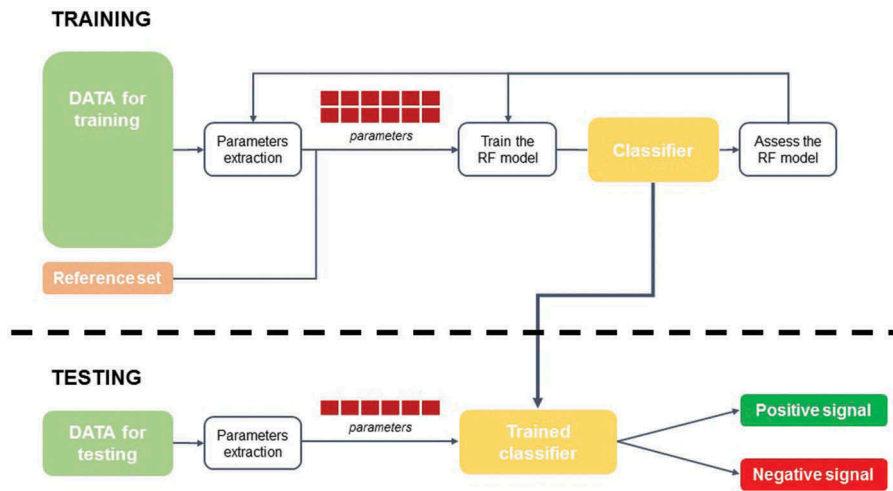 TRAINING
DATA for
training
Parameters
extraction
parameters
Train the
RF model
Classifier
Assess the
RF model
Reference set
TESTING
DATA for
testing
Parameters
extraction
parameters
Trained
classifier
Positive signal
Negative signal